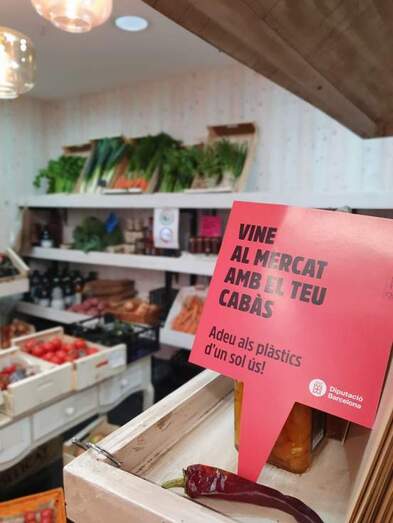 VINE
AL MERCAT
AMB EL TEU
CABÀS
Adeu als plàstics
d'un sol ús!
Diputació
Barcelona